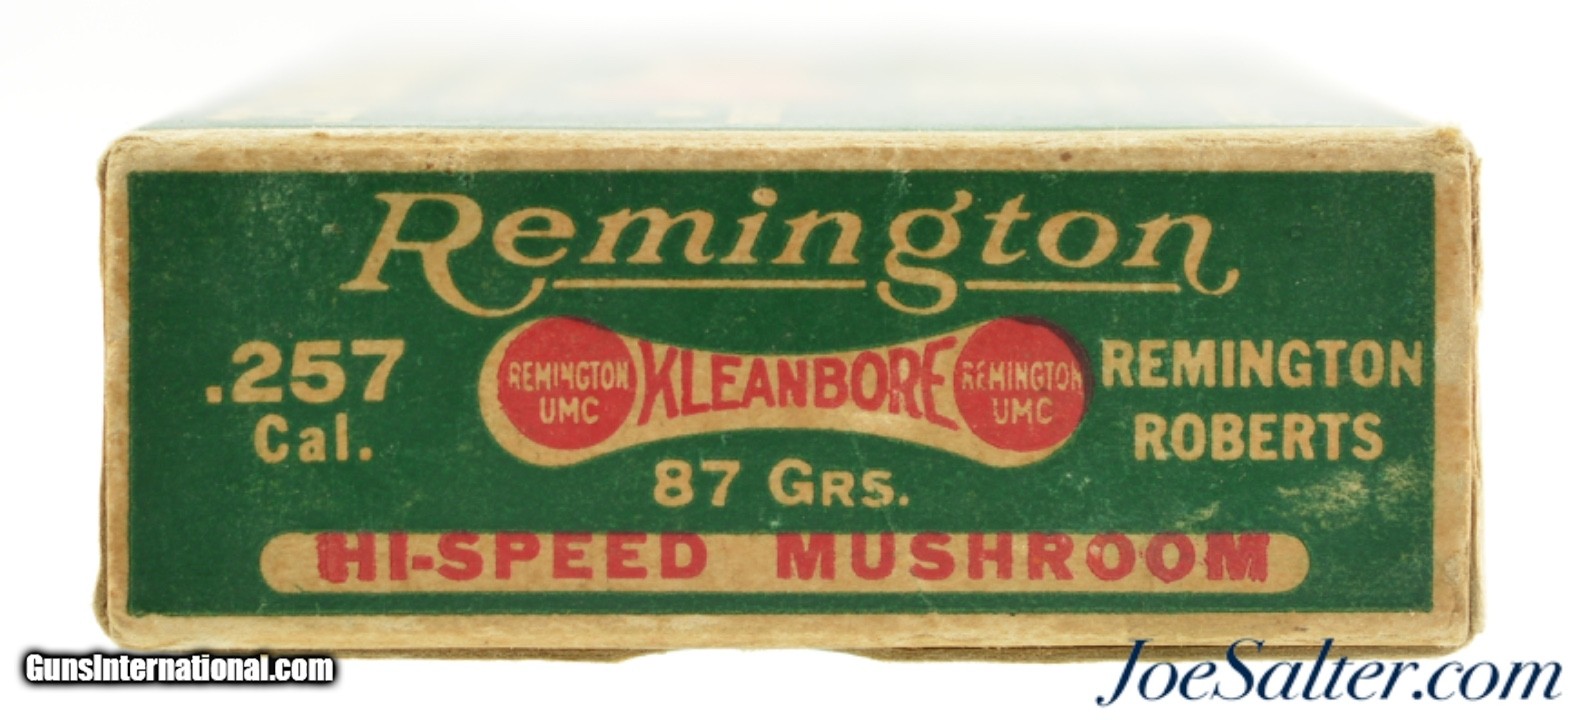 Remington
.257
Cal.
REMINGTON
UMC
KLEANBORE
REMINGTON
UMC
REMINGTON
ROBERTS
87 GRS.
HI-SPEED MUSHROOM
GunsInternational.com
JoeSalter.com